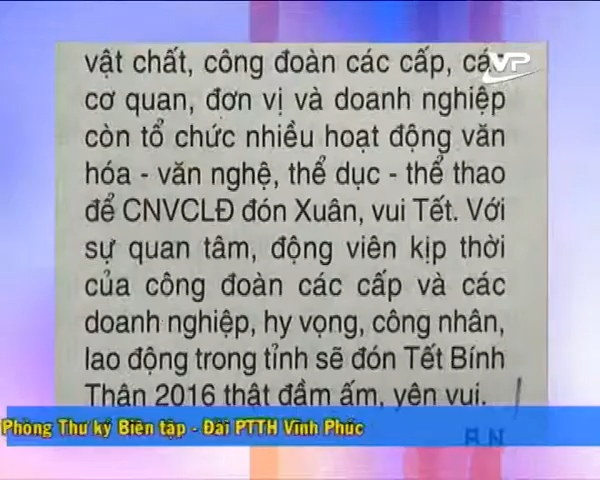 vật chất, công đoàn các cấp, các
VP
cơ quan, đơn vị và doanh nghiệp
còn tổ chức nhiều hoạt động văn
hóa - văn nghệ, thể dục - thể thao
để CNVCLĐ đón Xuân, vui Tết. Với
sự quan tâm, động viên kịp thời
của công đoàn các cấp và các
doanh nghiệp, hy vọng, công nhân,
lao động trong tỉnh sẽ đón Tết Bính
Thân 2016 thật đầm ấm, yên vui.
Phòng Thư ký Biên tập - Đài PTTH Vĩnh Phúc